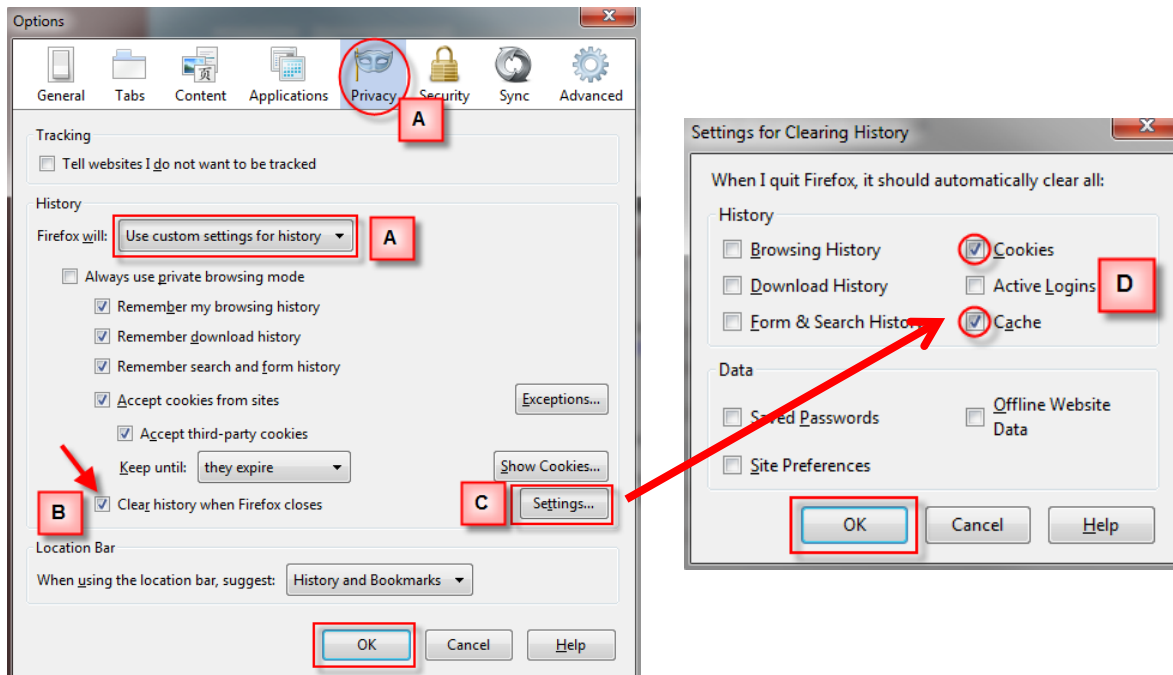 Options
页
General Tabs Content Applications Privacy Security Sync Advanced
A
Tracking
Tell websites I do not want to be tracked
History
Firefox will: Use custom settings for history
A
Always use private browsing mode
Remember my browsing history
Remember download history
Remember search and form history
Accept cookies from sites Exceptions...
Accept third-party cookies
Keep until: they expire Show Cookies...
B
Clear history when Firefox closes
C
Settings...
Location Bar
When using the location bar, suggest: History and Bookmarks
OK Cancel Help
Settings for Clearing History
When I quit Firefox, it should automatically clear all:
History
Browsing History Cookies
Download History Active Logins
D
Form & Search History Cache
Data
Saved Passwords Offline Website
Data
Site Preferences
OK Cancel Help